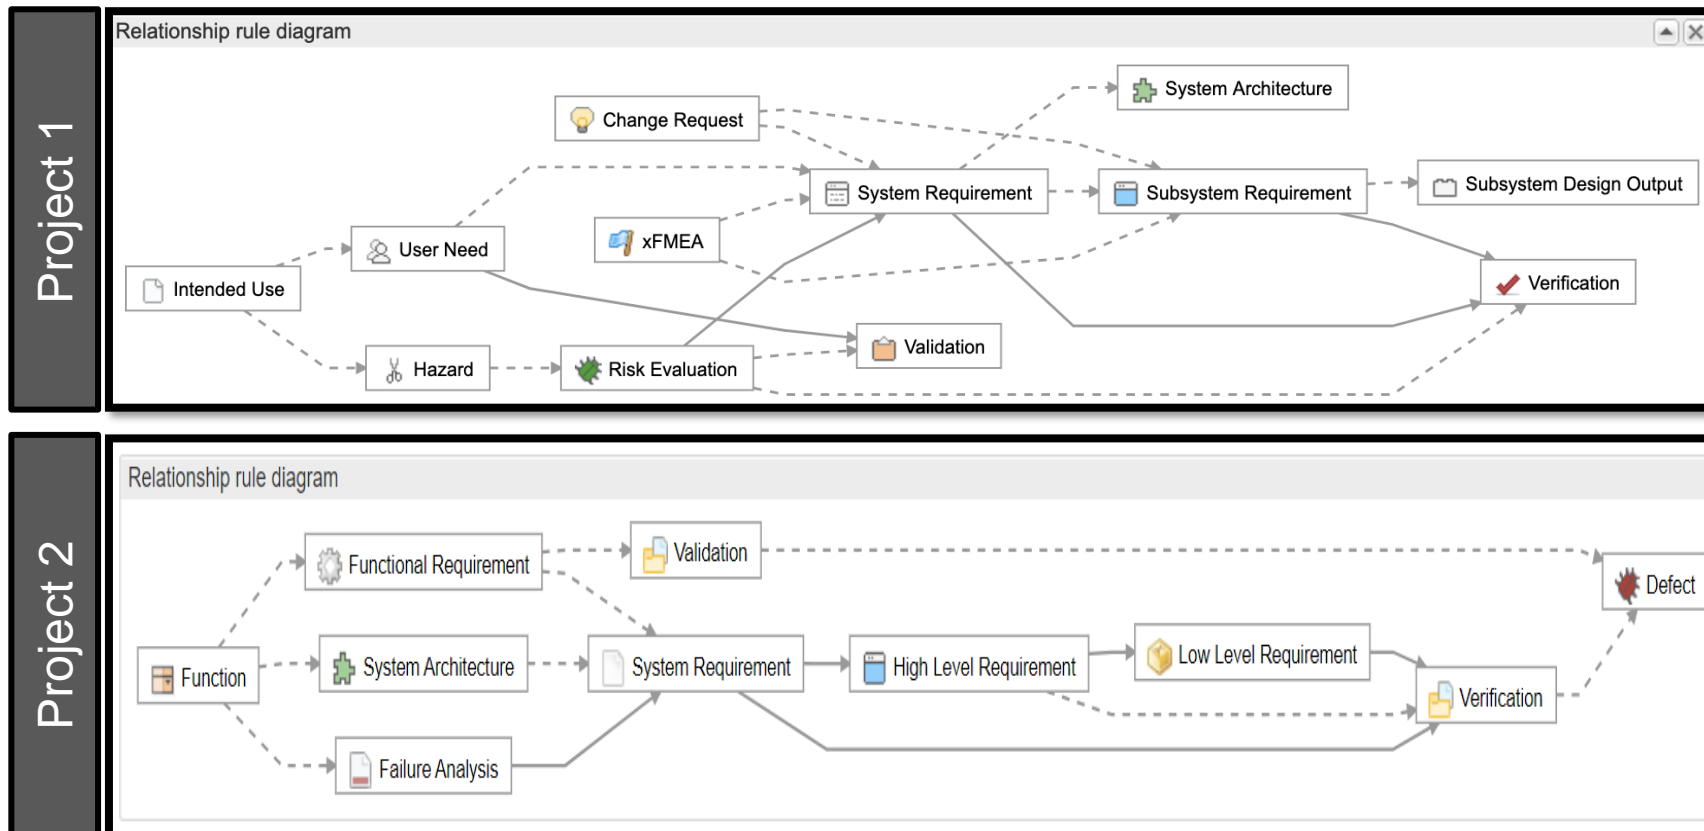 Project 1
Relationship rule diagram
System Architecture
Change Request
System Requirement
Subsystem Requirement
Subsystem Design Output
xFMEA
User Need
Intended Use
Verification
Validation
Hazard
Risk Evaluation
Project 2
Relationship rule diagram
Functional Requirement
Validation
Defect
Function
System Architecture
System Requirement
High Level Requirement
Low Level Requirement
Verification
Failure Analysis